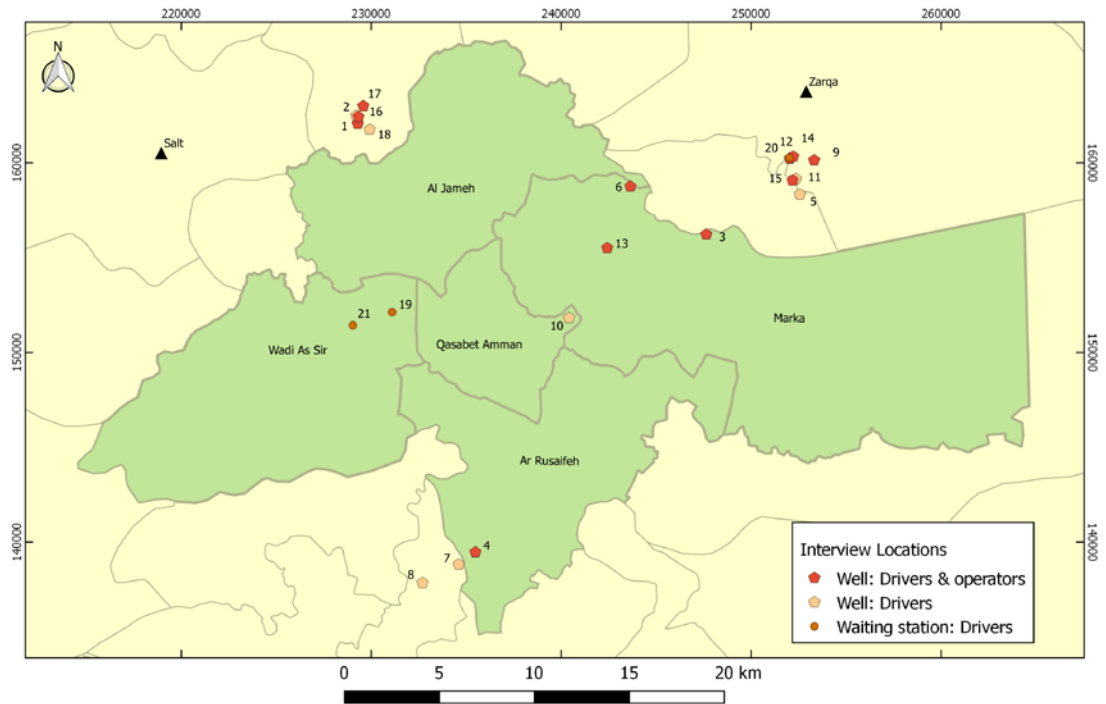 220000
230000
240000
250000
260000
N
Zarqa
17
2
16
1
18
Salt
12
14
20
9
160000
160000
15
11
6
5
Al Jameh
3
13
19
21
10
Marka
Wadi As Sir
Qasabet Amman
150000
150000
Ar Rusaifeh
4
7
8
140000
140000
Interview Locations
Well: Drivers & operators
Well: Drivers
Waiting station: Drivers
0
5
10
15
20 km